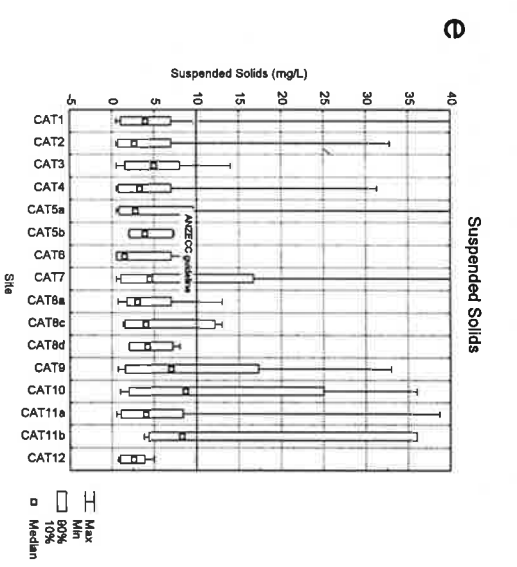 e
Suspended Solids
Suspended Solids (mg/L)
-5
0
5
10
15
20
25
30
35
40
CAT1
CAT2
CAT3
CAT4
CAT5a
CAT5b
CAT6
CAT7
CAT8a
CAT8c
CAT8d
CAT9
CAT10
CAT11a
CAT11b
CAT12
Site
ANZECC guideline
Max
Min
90%
10%
Median